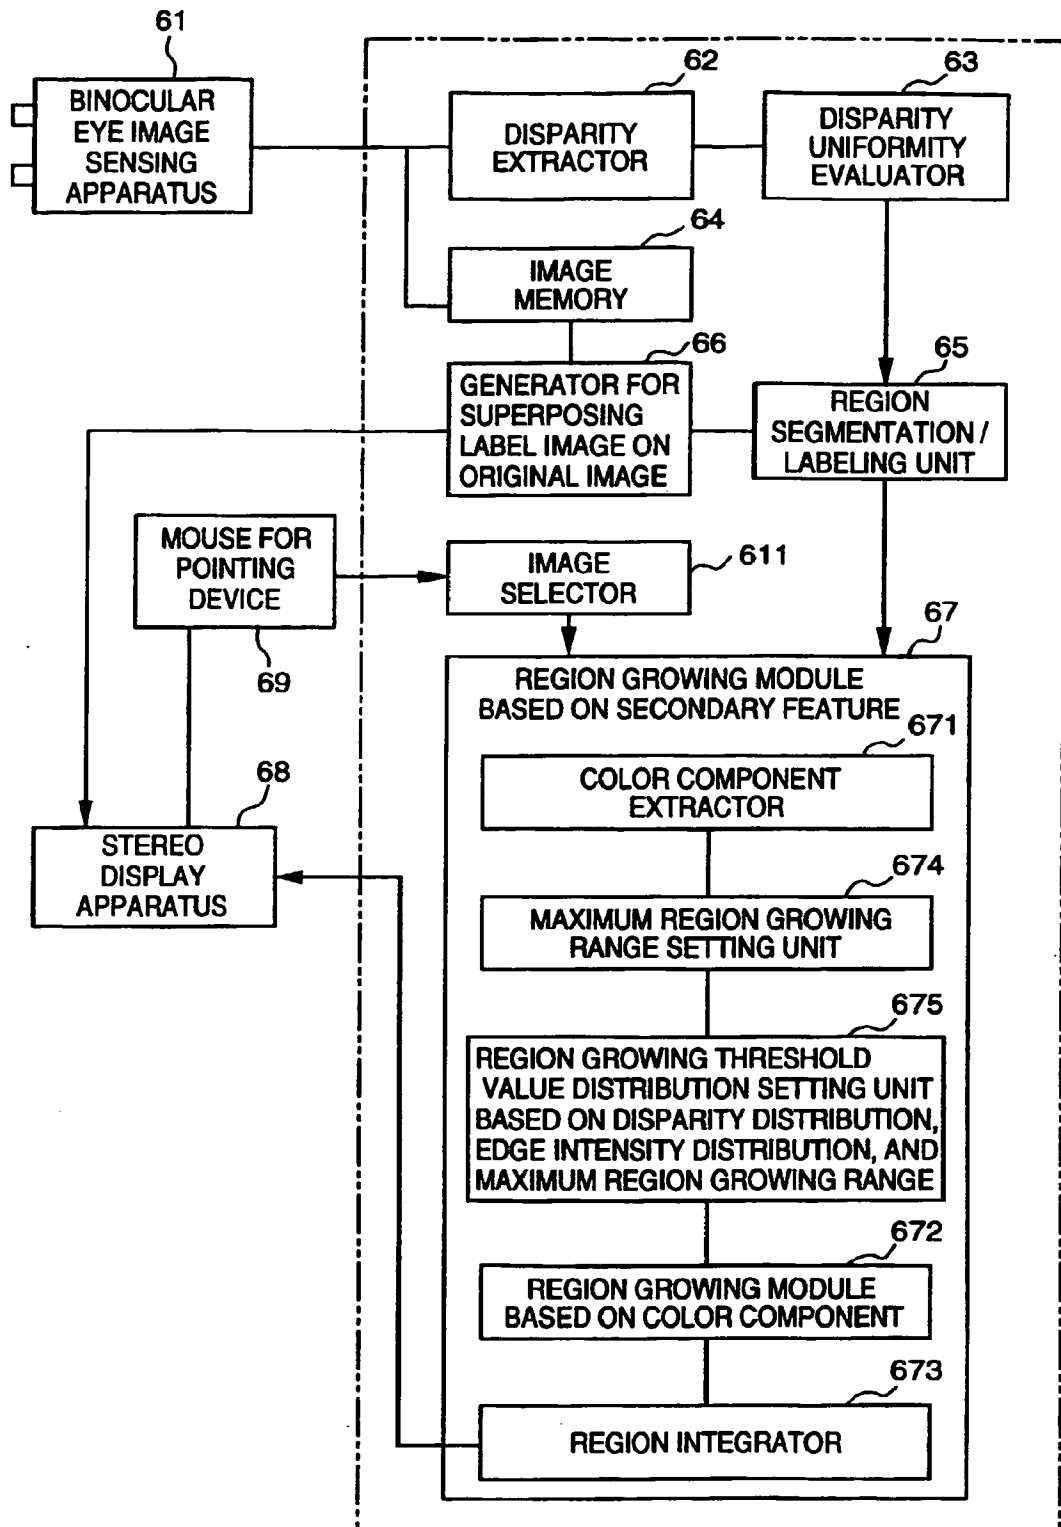 61
BINOCULAR
EYE IMAGE
SENSING
APPARATUS
62
DISPARITY
EXTRACTOR
63
DISPARITY
UNIFORMITY
EVALUATOR
64
IMAGE
MEMORY
66
GENERATOR FOR
SUPERPOSING
LABEL IMAGE ON
ORIGINAL IMAGE
65
REGION
SEGMENTATION /
LABELING UNIT
MOUSE FOR
POINTING
DEVICE
69
IMAGE
SELECTOR
611
67
REGION GROWING MODULE
BASED ON SECONDARY FEATURE
671
COLOR COMPONENT
EXTRACTOR
68
STEREO
DISPLAY
APPARATUS
674
MAXIMUM REGION GROWING
RANGE SETTING UNIT
675
REGION GROWING THRESHOLD
VALUE DISTRIBUTION SETTING UNIT
BASED ON DISPARITY DISTRIBUTION,
EDGE INTENSITY DISTRIBUTION, AND
MAXIMUM REGION GROWING RANGE
672
REGION GROWING MODULE
BASED ON COLOR COMPONENT
673
REGION INTEGRATOR